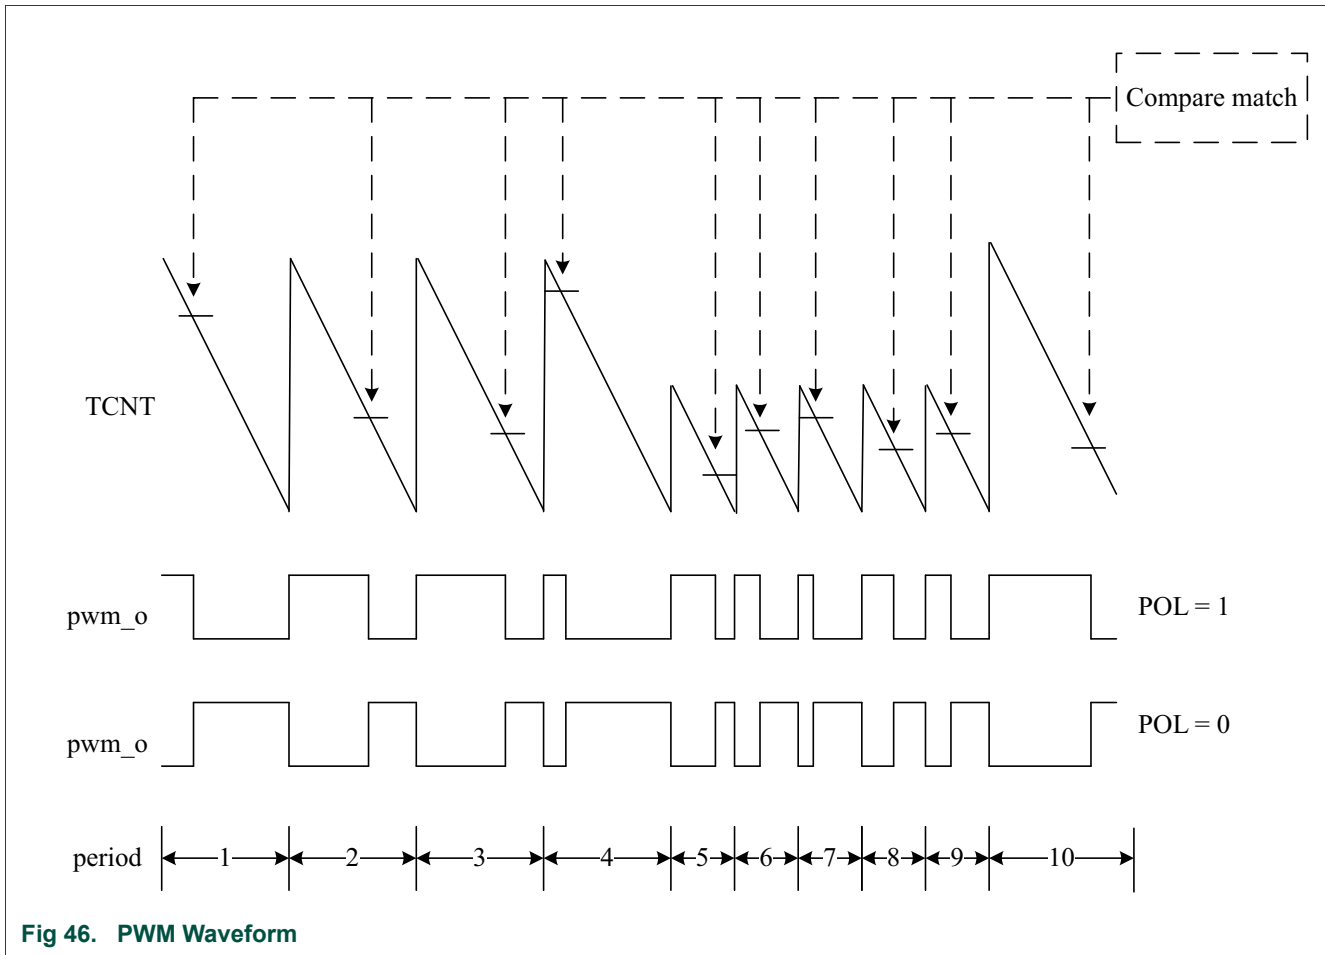 Compare match
TCNT
pwm_o
POL = 1
pwm_o
POL = 0
period
1
2
3
4
5
6
7
8
9
10
Fig 46. PWM Waveform